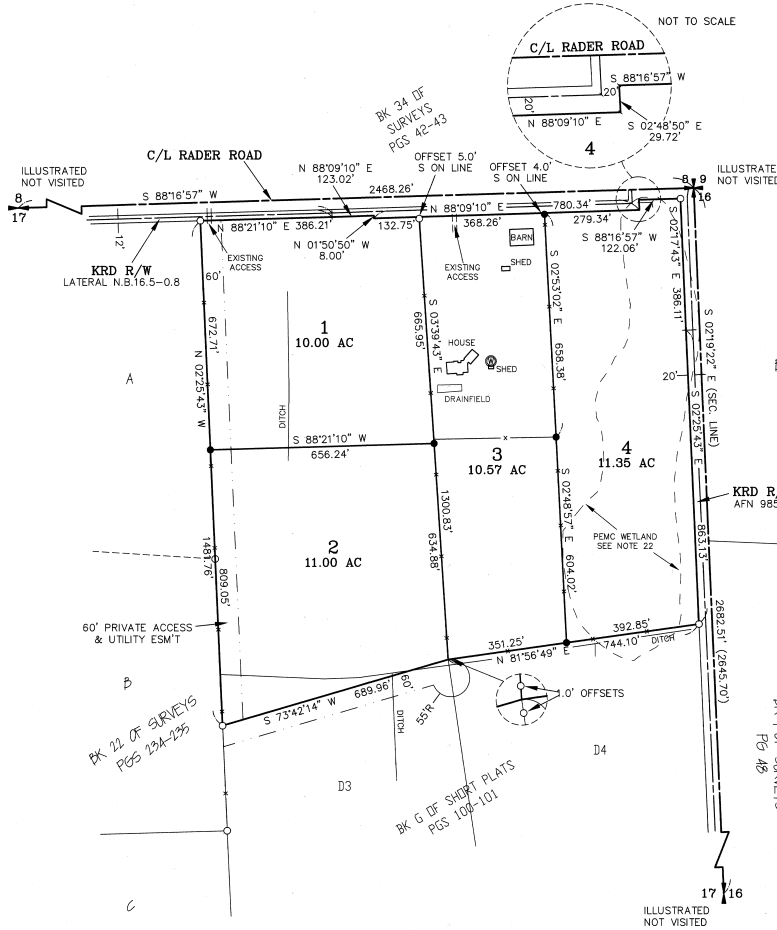 NOT TO SCALE
C/L RADER ROAD
S 88°16'57" W
20'
20'
N 88°09'10" E
S 02°48'50" E
29.72'
4
BK 34 OF
SURVEYS
PGS 42-43
ILLUSTRATED
NOT VISITED
8
17
C/L RADER ROAD
N 88°09'10" E
123.02'
OFFSET 5.0'
S ON LINE
OFFSET 4.0'
S ON LINE
8 9
16
ILLUSTRATE
NOT VISITED
S 88°16'57" W
2468.26'
N 88°09'10" E
780.34'
N 88°21'10" E 386.21'
132.75'
368.26'
279.34'
12'
N 01°50'50" W
8.00'
S 88°16'57" W
122.06'
KRD R/W
LATERAL N.B.16.5-0.8
EXISTING
ACCESS
EXISTING
ACCESS
BARN
SHED
60'
672.71'
N 02°25'43" W
1
10.00 AC
DITCH
S 03°39'43" E
665.95'
HOUSE
W
SHED
DRAINFIELD
S 02°53'02" E
658.38'
S 02°17'43" E
386.11'
20'
S 02°19'22" E (SEC. LINE)
S 02°25'43" E
A
S 88°21'10" W
656.24'
3
10.57 AC
4
11.35 AC
KRD R/
AFN 985
PEMC WETLAND
SEE NOTE 22
863.13'
1300.83'
634.88'
S 02°48'57" E
604.02'
2
11.00 AC
1481.76'
809.05'
60' PRIVATE ACCESS
& UTILITY ESM'T
2682.51' (2645.70')
392.85'
351.25'
744.10'
DITCH
N 81°56'49" E
B
689.96'
S 73°42'14" W
60'
1.0' OFFSETS
55'R
DITCH
BK 22 OF SURVEYS
PGS 234-235
D3
D4
BK G OF SHORT PLATS
PGS 100-101
PG 48
C
17 16
ILLUSTRATED
NOT VISITED